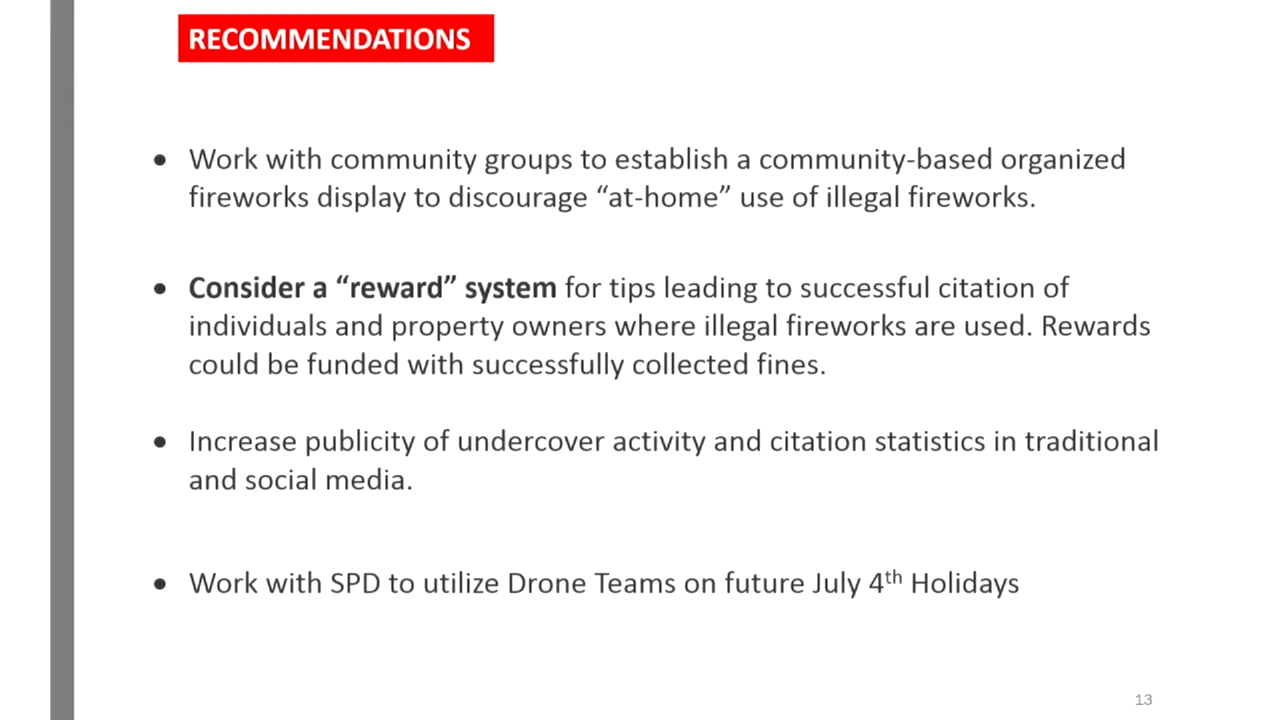 RECOMMENDATIONS
• Work with community groups to establish a community-based organized
fireworks display to discourage “at-home” use of illegal fireworks.
• Consider a “reward” system for tips leading to successful citation of
individuals and property owners where illegal fireworks are used. Rewards
could be funded with successfully collected fines.
• Increase publicity of undercover activity and citation statistics in traditional
and social media.
• Work with SPD to utilize Drone Teams on future July 4th Holidays
13